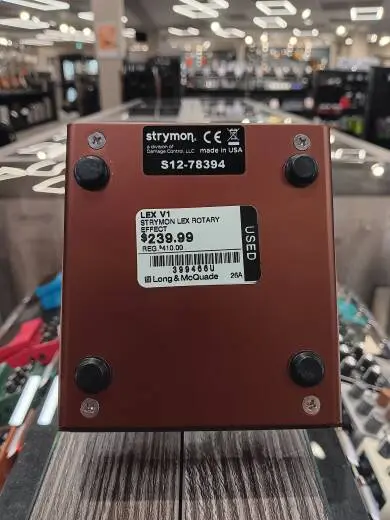 strymon. CE
a division of
Damage Control, LLC made in USA
S12-78394
LEX V1
STRYMON LEX ROTARY
EFFECT
$239.99
REG $410.00
USED
399466U
Long & McQuade 26A